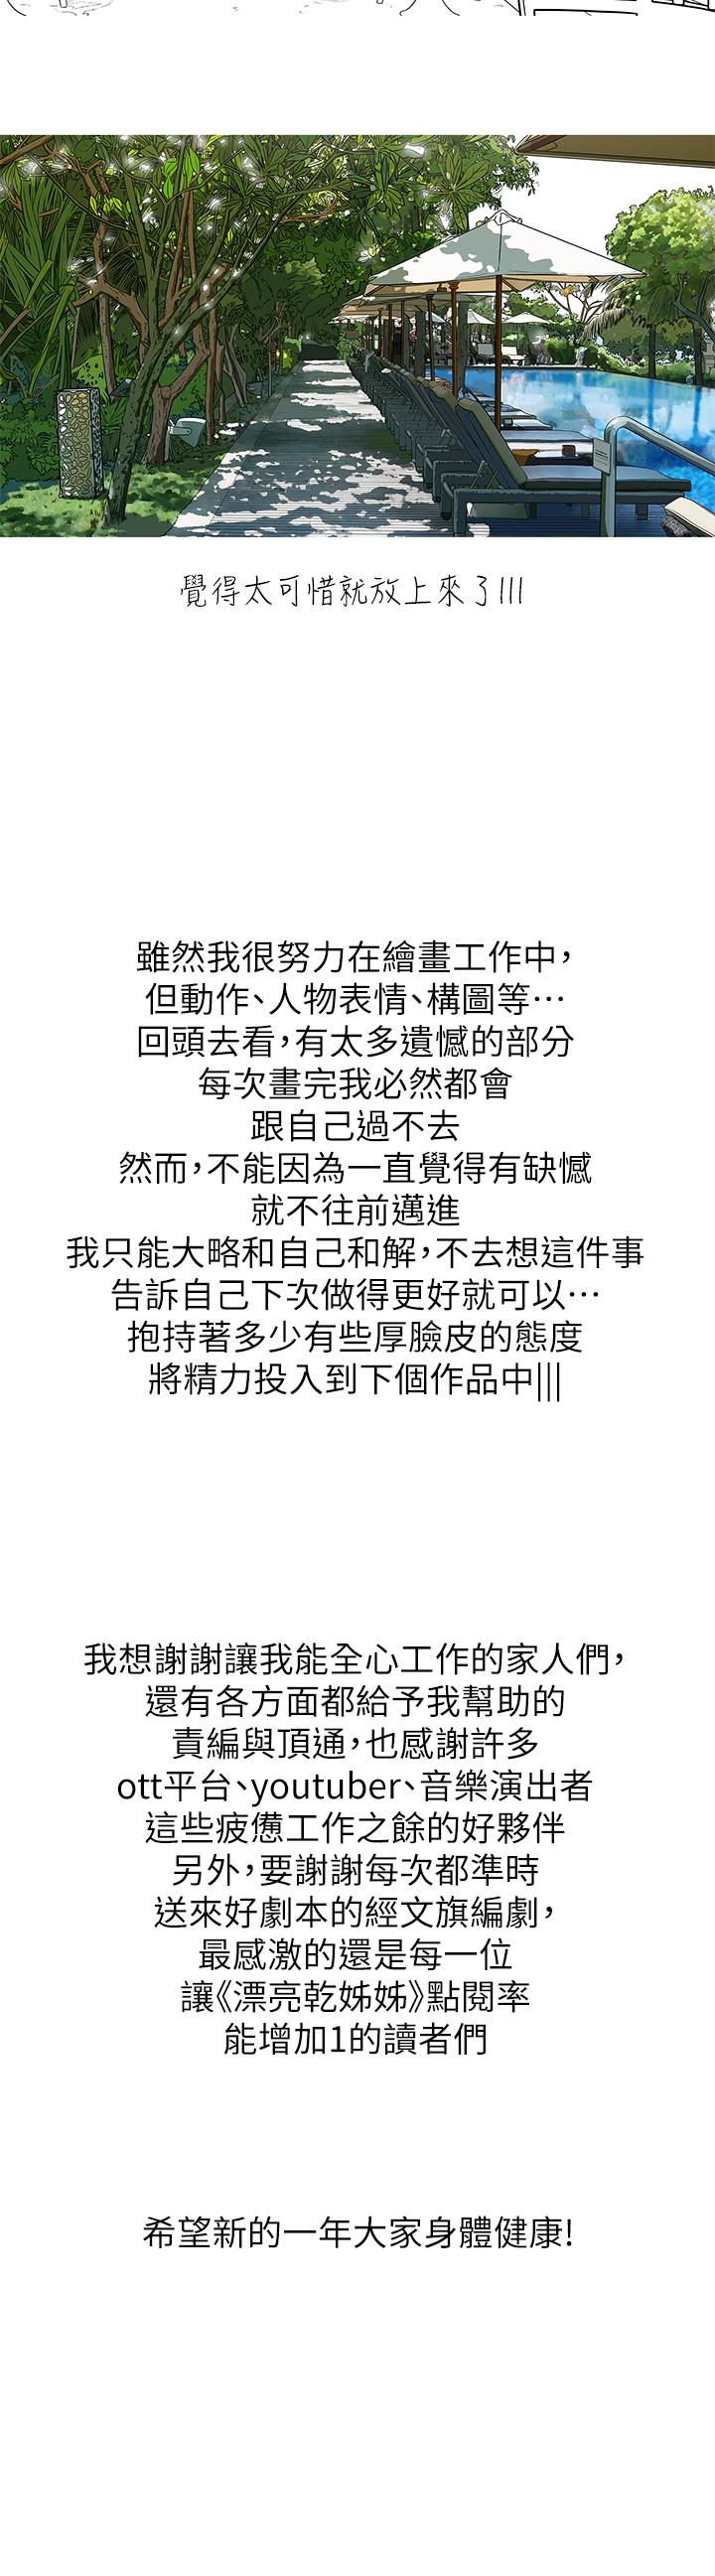 覺得太可惜就放上來了|||
雖然我很努力在繪畫工作中，
但動作、人物表情、構圖等…
回頭去看，有太多遺憾的部分
每次畫完我必然都會
跟自己過不去
然而，不能因為一直覺得有缺憾
就不往前邁進
我只能大略和自己和解，不去想這件事
告訴自己下次做得更好就可以…
抱持著多少有些厚臉皮的態度
將精力投入到下個作品中|||
我想謝謝讓我能全心工作的家人們，
還有各方面都給予我幫助的
責編與頂通，也感謝許多
ott平台、youtuber、音樂演出者
這些疲憊工作之餘的好夥伴
另外，要謝謝每次都準時
送來好劇本的經文旗編劇，
最感激的還是每一位
讓《漂亮乾姊姊》點閱率
能增加1的讀者們
希望新的一年大家身體健康！